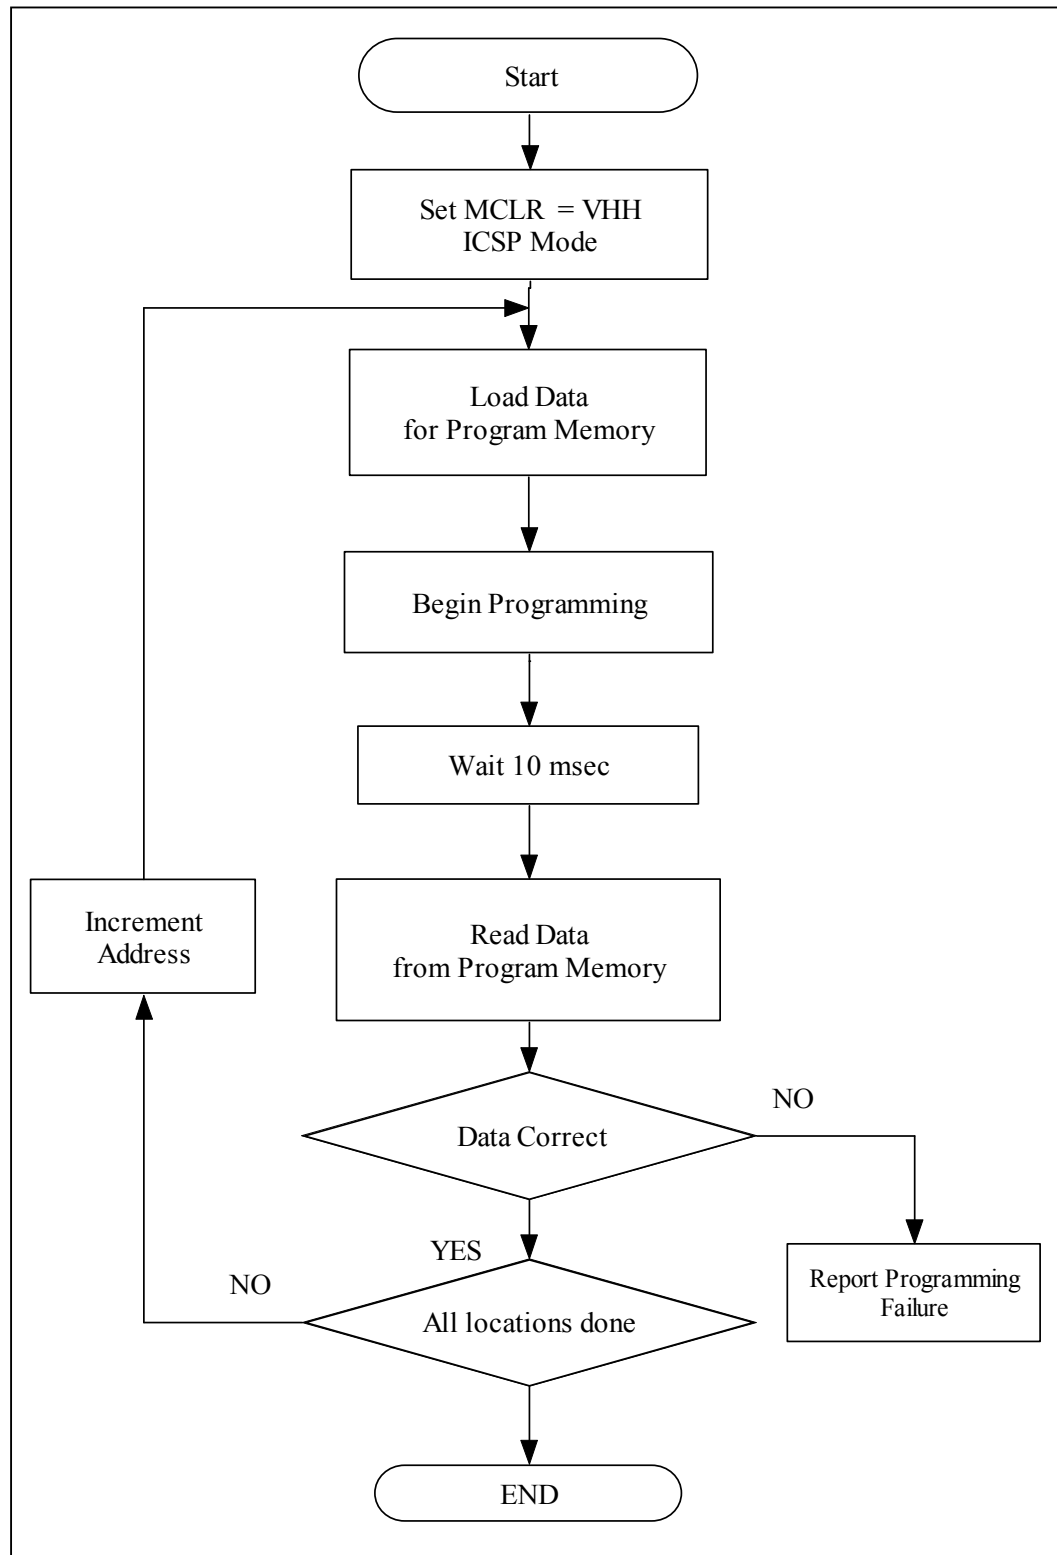 Start
Set MCLR = VHH
ICSP Mode
Load Data
for Program Memory
Begin Programming
Wait 10 msec
Increment
Address
Read Data
from Program Memory
NO
Data Correct
YES
NO
Report Programming
Failure
All locations done
END